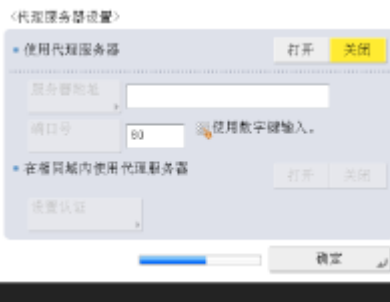 <代理服务器设置>
使用代理服务器 打开 关闭
服务器地址
端口号 80 使用数字键输入。
在相同域内使用代理服务器 打开 关闭
设置认证
确定